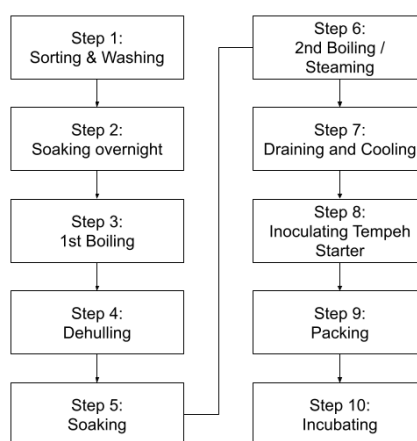 Step 1:
Sorting & Washing
Step 2:
Soaking overnight
Step 3:
1st Boiling
Step 4:
Dehulling
Step 5:
Soaking
Step 6:
2nd Boiling /
Steaming
Step 7:
Draining and Cooling
Step 8:
Inoculating Tempeh
Starter
Step 9:
Packing
Step 10:
Incubating